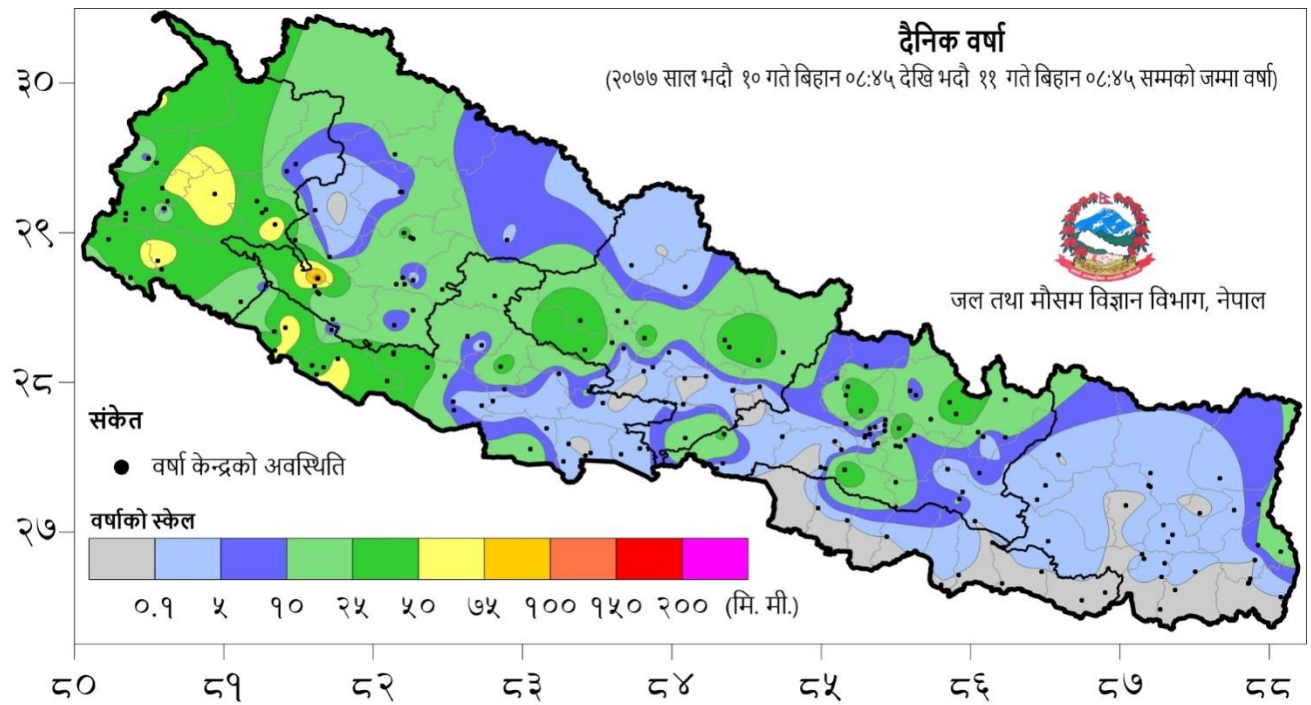 दैनिक वर्षा
(२०७७ साल भदौ १० गते बिहान ०८:४५ देखि भदौ ११ गते बिहान ०८:४५ सम्मको जम्मा वर्षा)
३०
२९
जल तथा मौसम विज्ञान विभाग, नेपाल
२८
संकेत
वर्षा केन्द्रको अवस्थिति
वर्षाको स्केल
२७
०.१ ५ १० २५ ५० ७५ १०० १५० २०० (मि. मी.)
८० ८१ ८२ ८३ ८४ ८५ ८६ ८७ ८८